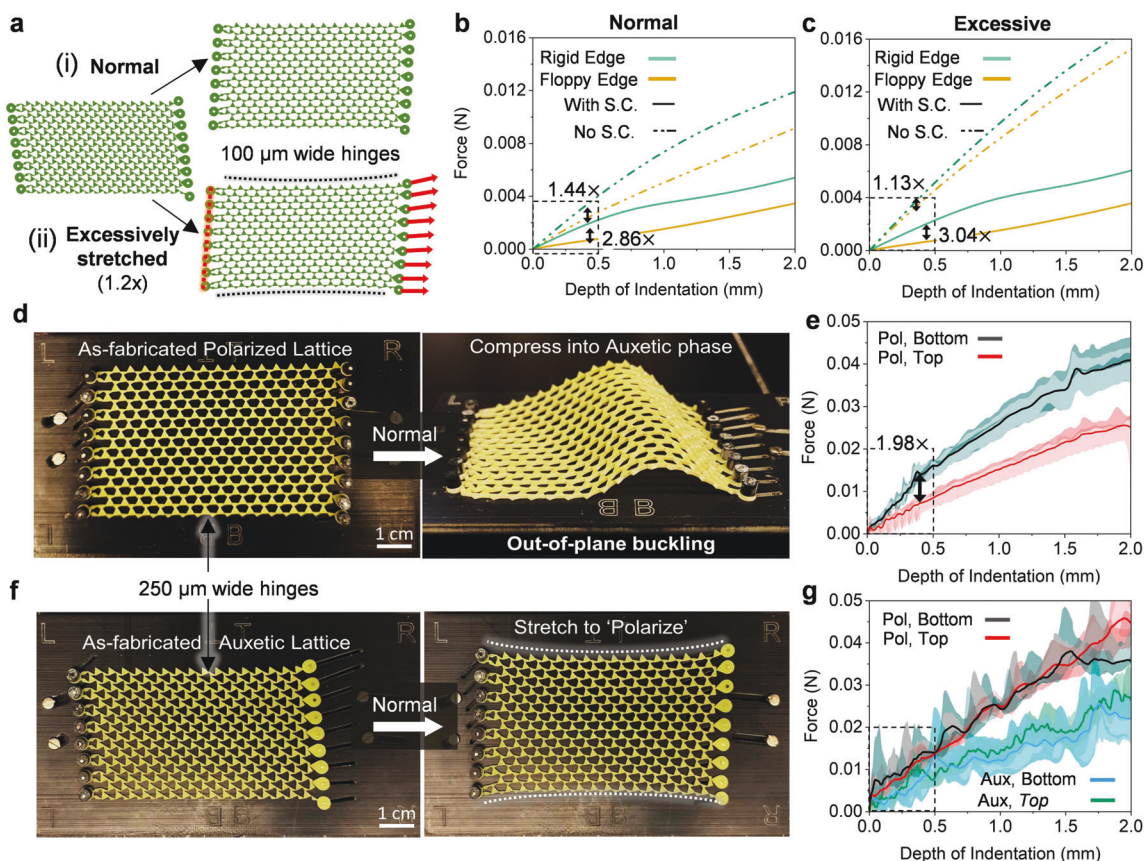 a
(i) Normal
100 µm wide hinges
(ii) Excessively
stretched
(1.2x)
b
Normal
0.016
0.012
0.008
0.004
0.000
Force (N)
Rigid Edge
Floppy Edge
With S.C.
No S.C.
1.44×
2.86×
0.0 0.5 1.0 1.5 2.0
Depth of Indentation (mm)
c
Excessive
0.016
0.012
0.008
0.004
0.000
Rigid Edge
Floppy Edge
With S.C.
No S.C.
1.13×
3.04×
0.0 0.5 1.0 1.5 2.0
Depth of Indentation (mm)
d
L T R
As-fabricated Polarized Lattice
B
1 cm
Normal
Compress into Auxetic phase
L
B B
Out-of-plane buckling
e
0.05
0.04
0.03
0.02
0.01
0.00
Force (N)
Pol, Bottom
Pol, Top
1.98×
0.0 0.5 1.0 1.5 2.0
Depth of Indentation (mm)
250 µm wide hinges
f
L T R
As-fabricated Auxetic Lattice
B
1 cm
Normal
L T R
Stretch to ‘Polarize’
B B R
1 cm
g
0.05
0.04
0.03
0.02
0.01
0.00
Force (N)
Pol, Bottom
Pol, Top
Aux, Bottom
Aux, Top
0.0 0.5 1.0 1.5 2.0
Depth of Indentation (mm)